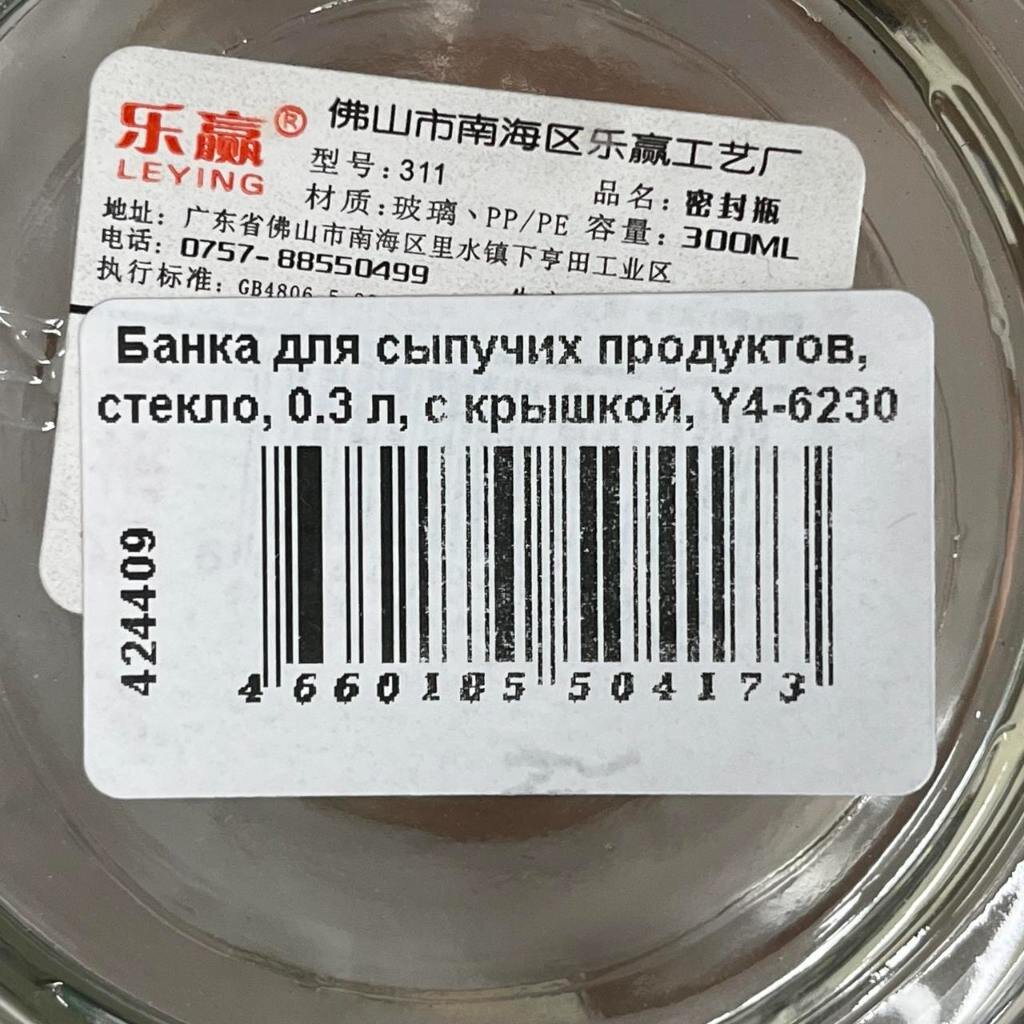 乐赢®
LEYING
佛山市南海区乐赢工艺厂
型号:311
品名:密封瓶
材质:玻璃、PP/PE 容量:300ML
地址:广东省佛山市南海区里水镇下亨田工业区
电话:0757-88550499
执行标准:GB4806
Банка для сыпучих продуктов,
стекло, 0.3 л, с крышкой, Y4-6230
424409
4 660185 504173